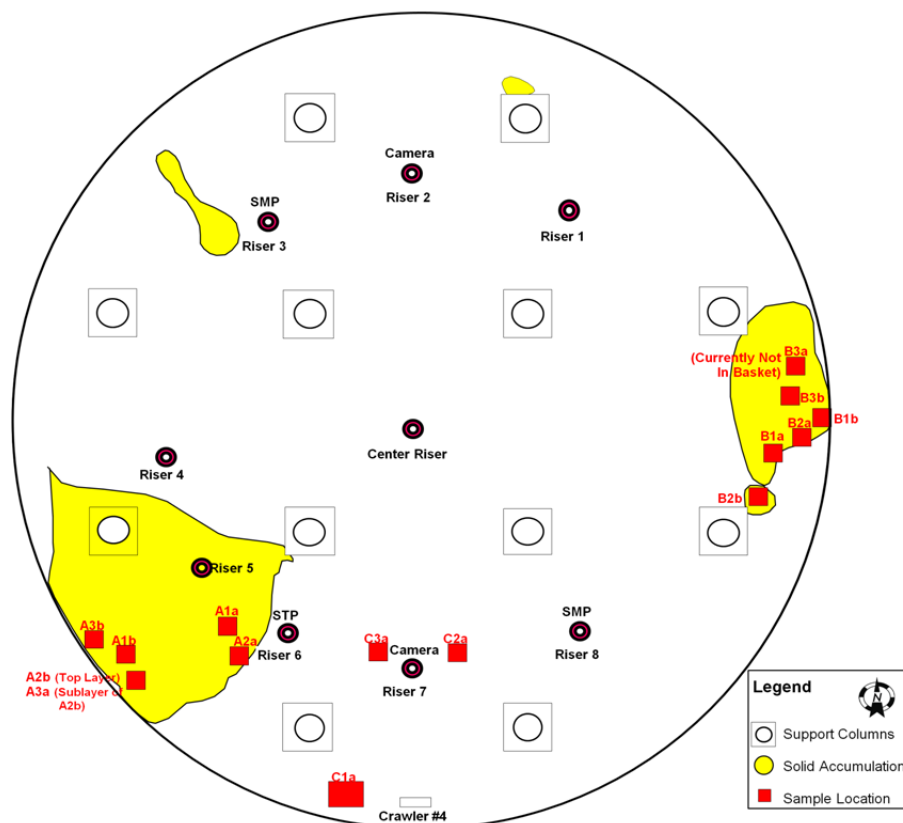 Camera
Riser 2
SMP
Riser 3
Riser 1
B3a
(Currently Not
In Basket)
B3b
B1b
B2a
B1a
B2b
Center Riser
Riser 4
Riser 5
A1a
STP
Riser 6
A2a
A3b
A1b
A2b (Top Layer)
A3a (Sublayer of
A2b)
C3a
Camera
C2a
Riser 7
SMP
Riser 8
C1a
Crawler #4
Legend
N
Support Columns
Solid Accumulation
Sample Location